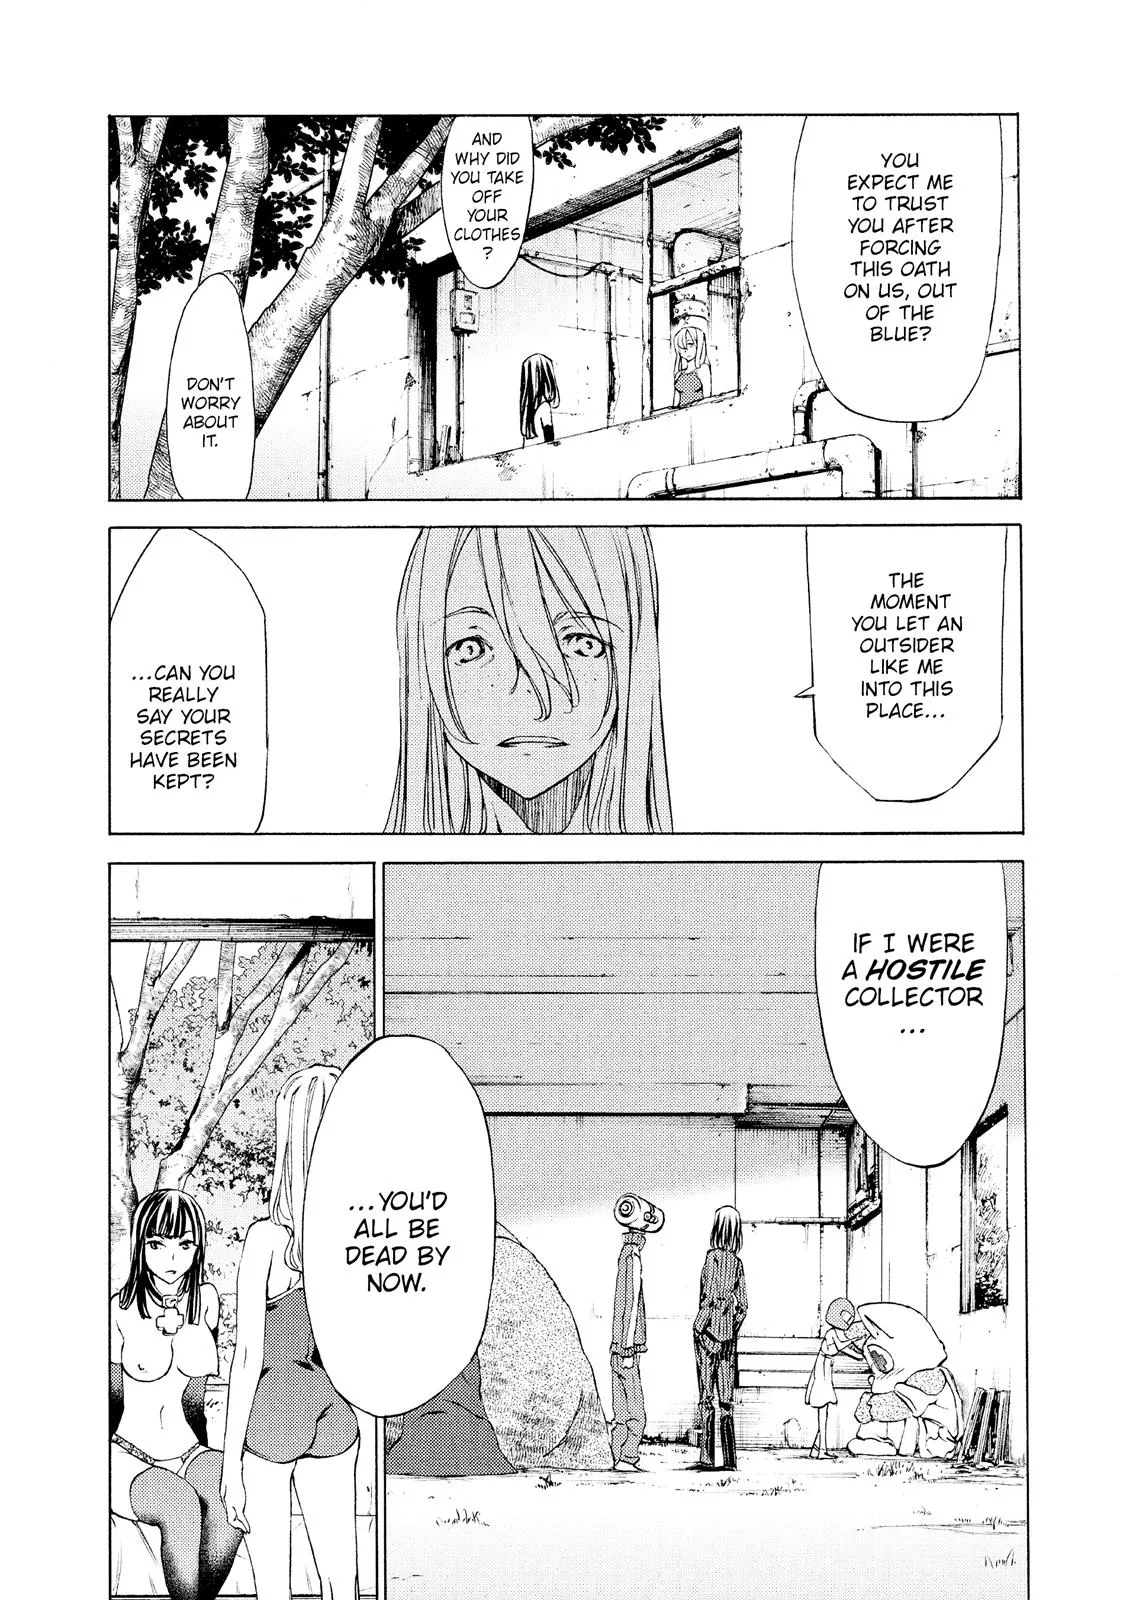 YOU
EXPECT ME
TO TRUST
YOU AFTER
FORCING
THIS OATH
ON US, OUT
OF THE
BLUE?
AND
WHY DID
YOU TAKE
OFF
YOUR
CLOTHES
?
DON'T
WORRY
ABOUT
IT.
THE
MOMENT
YOU LET AN
OUTSIDER
LIKE ME
INTO THIS
PLACE...
...CAN YOU
REALLY
SAY YOUR
SECRETS
HAVE BEEN
KEPT?
IF I WERE
A HOSTILE
COLLECTOR
...
...YOU'D
ALL BE
DEAD BY
NOW.